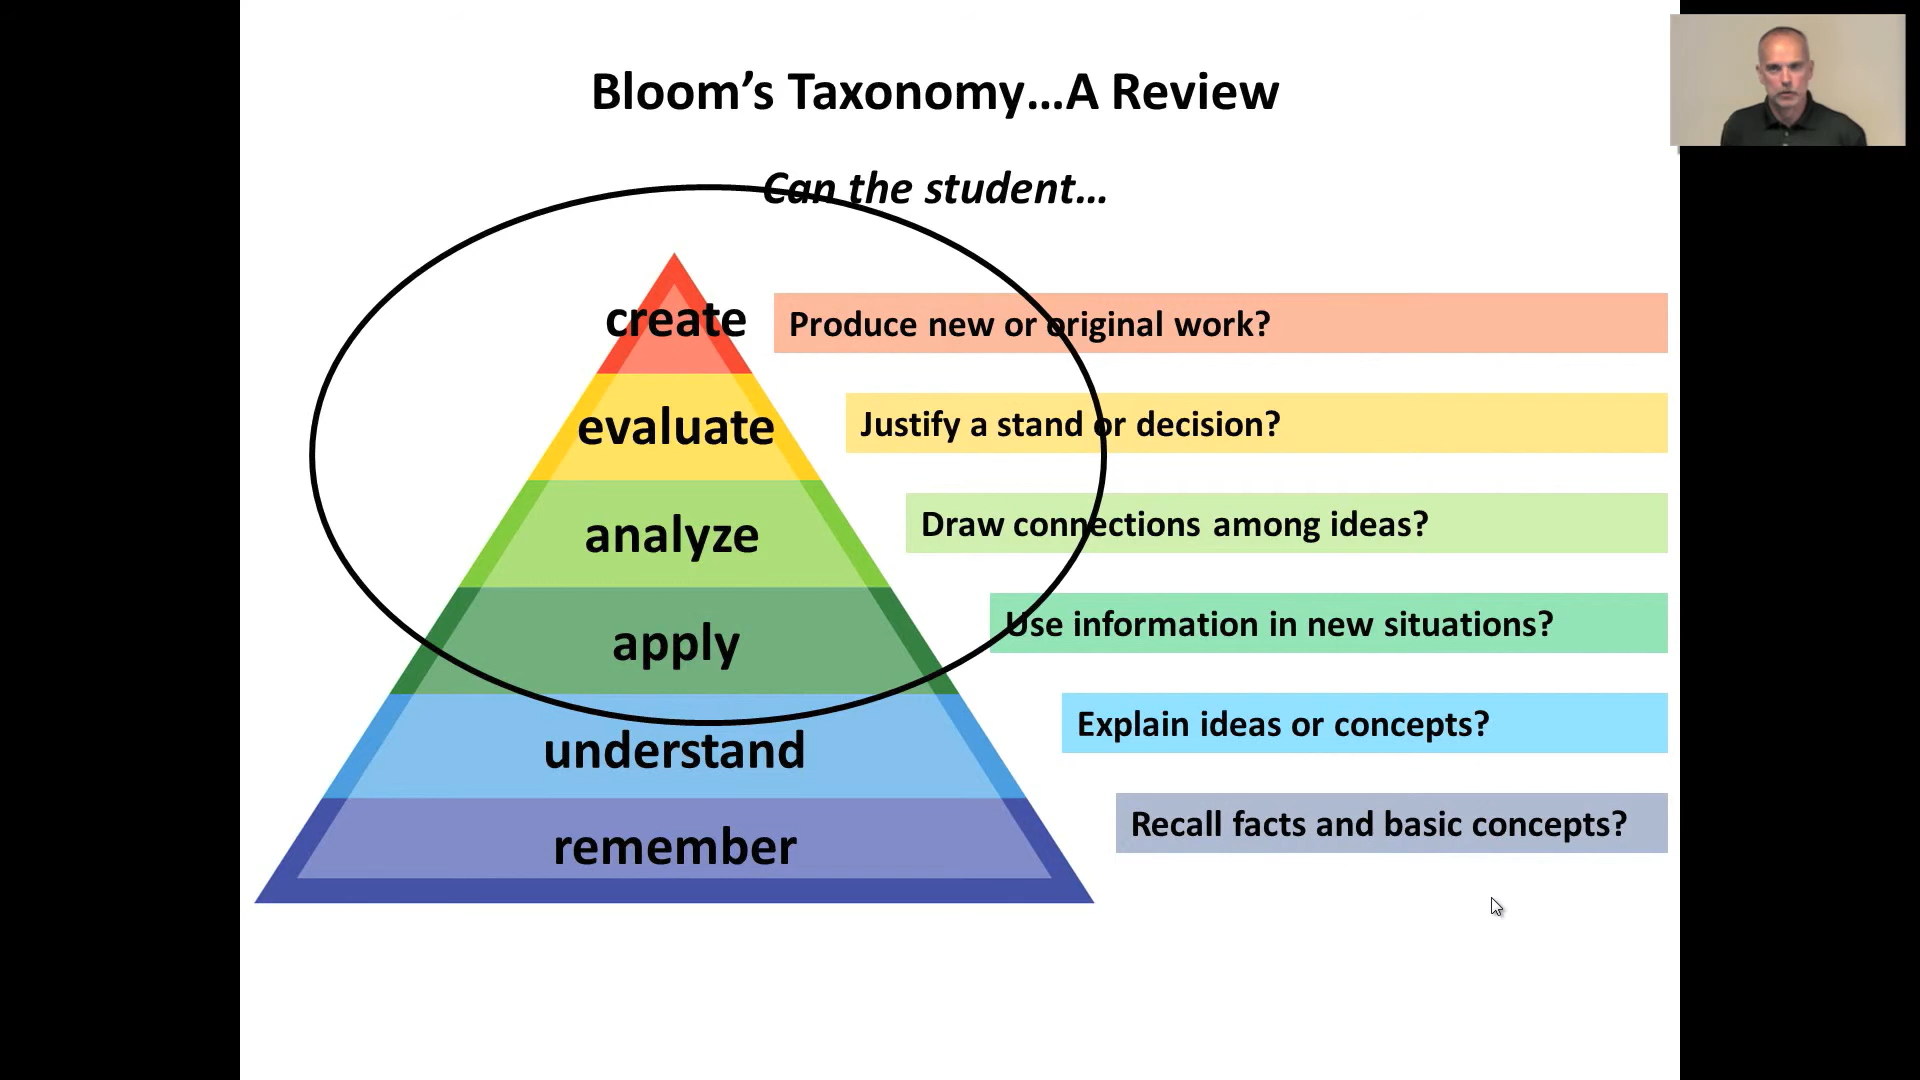 Bloom’s Taxonomy…A Review
Can the student…
create
Produce new or original work?
evaluate
Justify a stand or decision?
analyze
Draw connections among ideas?
apply
Use information in new situations?
understand
Explain ideas or concepts?
remember
Recall facts and basic concepts?